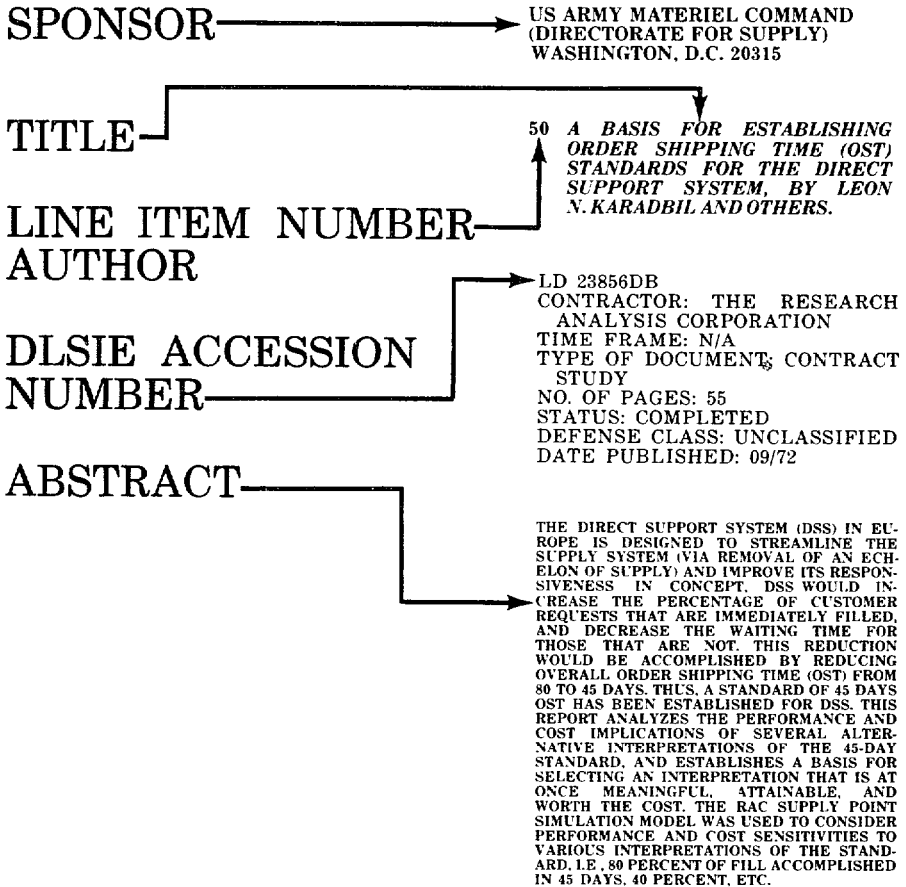 SPONSOR
US ARMY MATERIEL COMMAND
(DIRECTORATE FOR SUPPLY)
WASHINGTON, D.C. 20315
TITLE
50 A BASIS FOR ESTABLISHING
ORDER SHIPPING TIME (OST)
STANDARDS FOR THE DIRECT
SUPPORT SYSTEM, BY LEON
N. KARADBIL AND OTHERS.
LINE ITEM NUMBER
AUTHOR
DLSIE ACCESSION
NUMBER
LD 23856DB
CONTRACTOR: THE RESEARCH
ANALYSIS CORPORATION
TIME FRAME: N/A
TYPE OF DOCUMENT: CONTRACT
STUDY
NO. OF PAGES: 55
STATUS: COMPLETED
DEFENSE CLASS: UNCLASSIFIED
DATE PUBLISHED: 09/72
ABSTRACT
THE DIRECT SUPPORT SYSTEM (DSS) IN EU-
ROPE IS DESIGNED TO STREAMLINE THE
SUPPLY SYSTEM (VIA REMOVAL OF AN ECH-
ELON OF SUPPLY) AND IMPROVE ITS RESPON-
SIVENESS IN CONCEPT, DSS WOULD IN-
CREASE THE PERCENTAGE OF CUSTOMER
REQUESTS THAT ARE IMMEDIATELY FILLED,
AND DECREASE THE WAITING TIME FOR
THOSE THAT ARE NOT. THIS REDUCTION
WOULD BE ACCOMPLISHED BY REDUCING
OVERALL ORDER SHIPPING TIME (OST) FROM
80 TO 45 DAYS. THUS, A STANDARD OF 45 DAYS
OST HAS BEEN ESTABLISHED FOR DSS. THIS
REPORT ANALYZES THE PERFORMANCE AND
COST IMPLICATIONS OF SEVERAL ALTER-
NATIVE INTERPRETATIONS OF THE 45-DAY
STANDARD, AND ESTABLISHES A BASIS FOR
SELECTING AN INTERPRETATION THAT IS AT
ONCE MEANINGFUL, ATTAINABLE, AND
WORTH THE COST. THE RAC SUPPLY POINT
SIMULATION MODEL WAS USED TO CONSIDER
PERFORMANCE AND COST SENSITIVITIES TO
VARIOUS INTERPRETATIONS OF THE STAND-
ARD, I.E., 80 PERCENT OF FILL ACCOMPLISHED
IN 45 DAYS, 40 PERCENT, ETC.